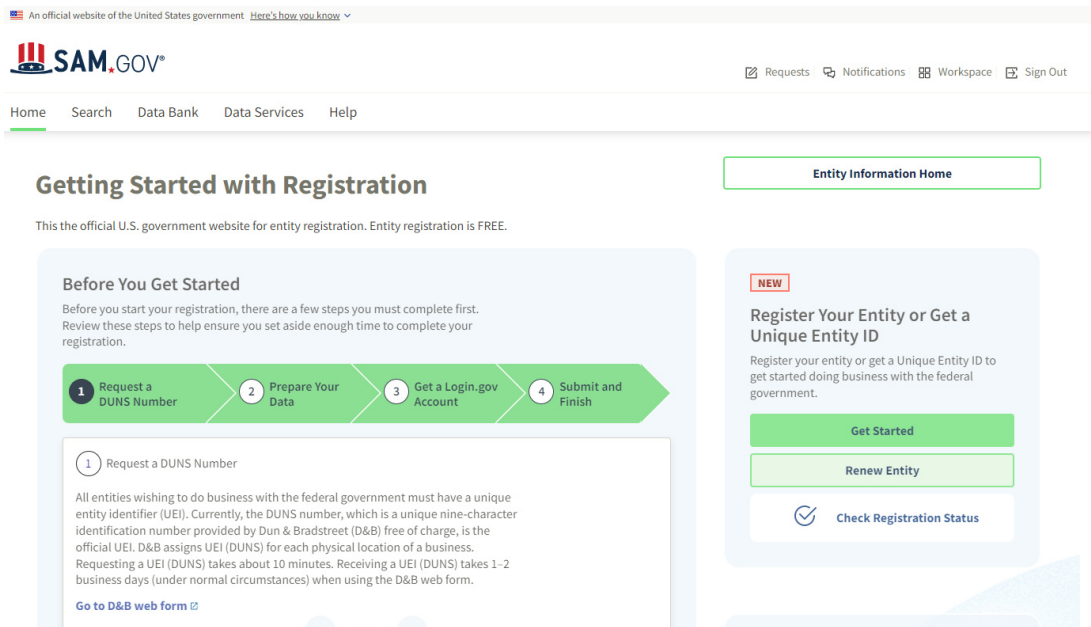 An official website of the United States government Here's how you know
SAM.GOV®
Requests Notifications Workspace Sign Out
Home Search Data Bank Data Services Help
Getting Started with Registration
Entity Information Home
This the official U.S. government website for entity registration. Entity registration is FREE.
Before You Get Started
Before you start your registration, there are a few steps you must complete first.
Review these steps to help ensure you set aside enough time to complete your
registration.
1 Request a
DUNS Number
2 Prepare Your
Data
3 Get a Login.gov
Account
4 Submit and
Finish
1 Request a DUNS Number
All entities wishing to do business with the federal government must have a unique
entity identifier (UEI). Currently, the DUNS number, which is a unique nine-character
identification number provided by Dun & Bradstreet (D&B) free of charge, is the
official UEI. D&B assigns UEI (DUNS) for each physical location of a business.
Requesting a UEI (DUNS) takes about 10 minutes. Receiving a UEI (DUNS) takes 1–2
business days (under normal circumstances) when using the D&B web form.
Go to D&B web form
NEW
Register Your Entity or Get a
Unique Entity ID
Register your entity or get a Unique Entity ID to
get started doing business with the federal
government.
Get Started
Renew Entity
Check Registration Status